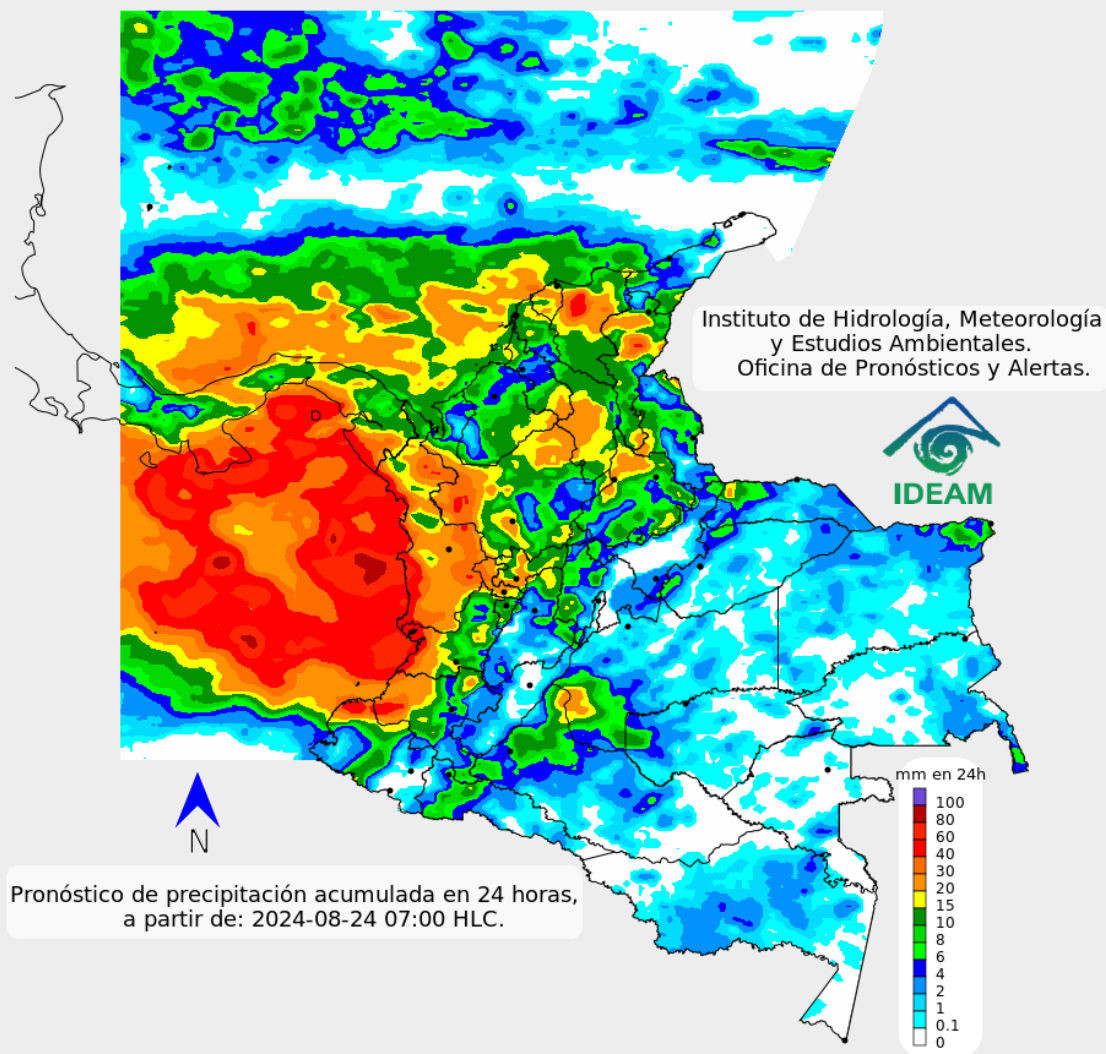 Instituto de Hidrología, Meteorología
y Estudios Ambientales.
Oficina de Pronósticos y Alertas.
IDEAM
mm en 24h
100
80
60
40
30
20
15
10
8
6
4
2
1
0.1
0
N
Pronóstico de precipitación acumulada en 24 horas,
a partir de: 2024-08-24 07:00 HLC.